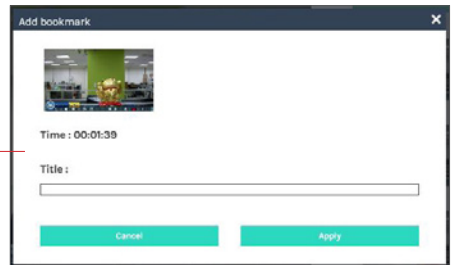 Add bookmark
Time : 00:01:39
Title :
Cancel
Apply